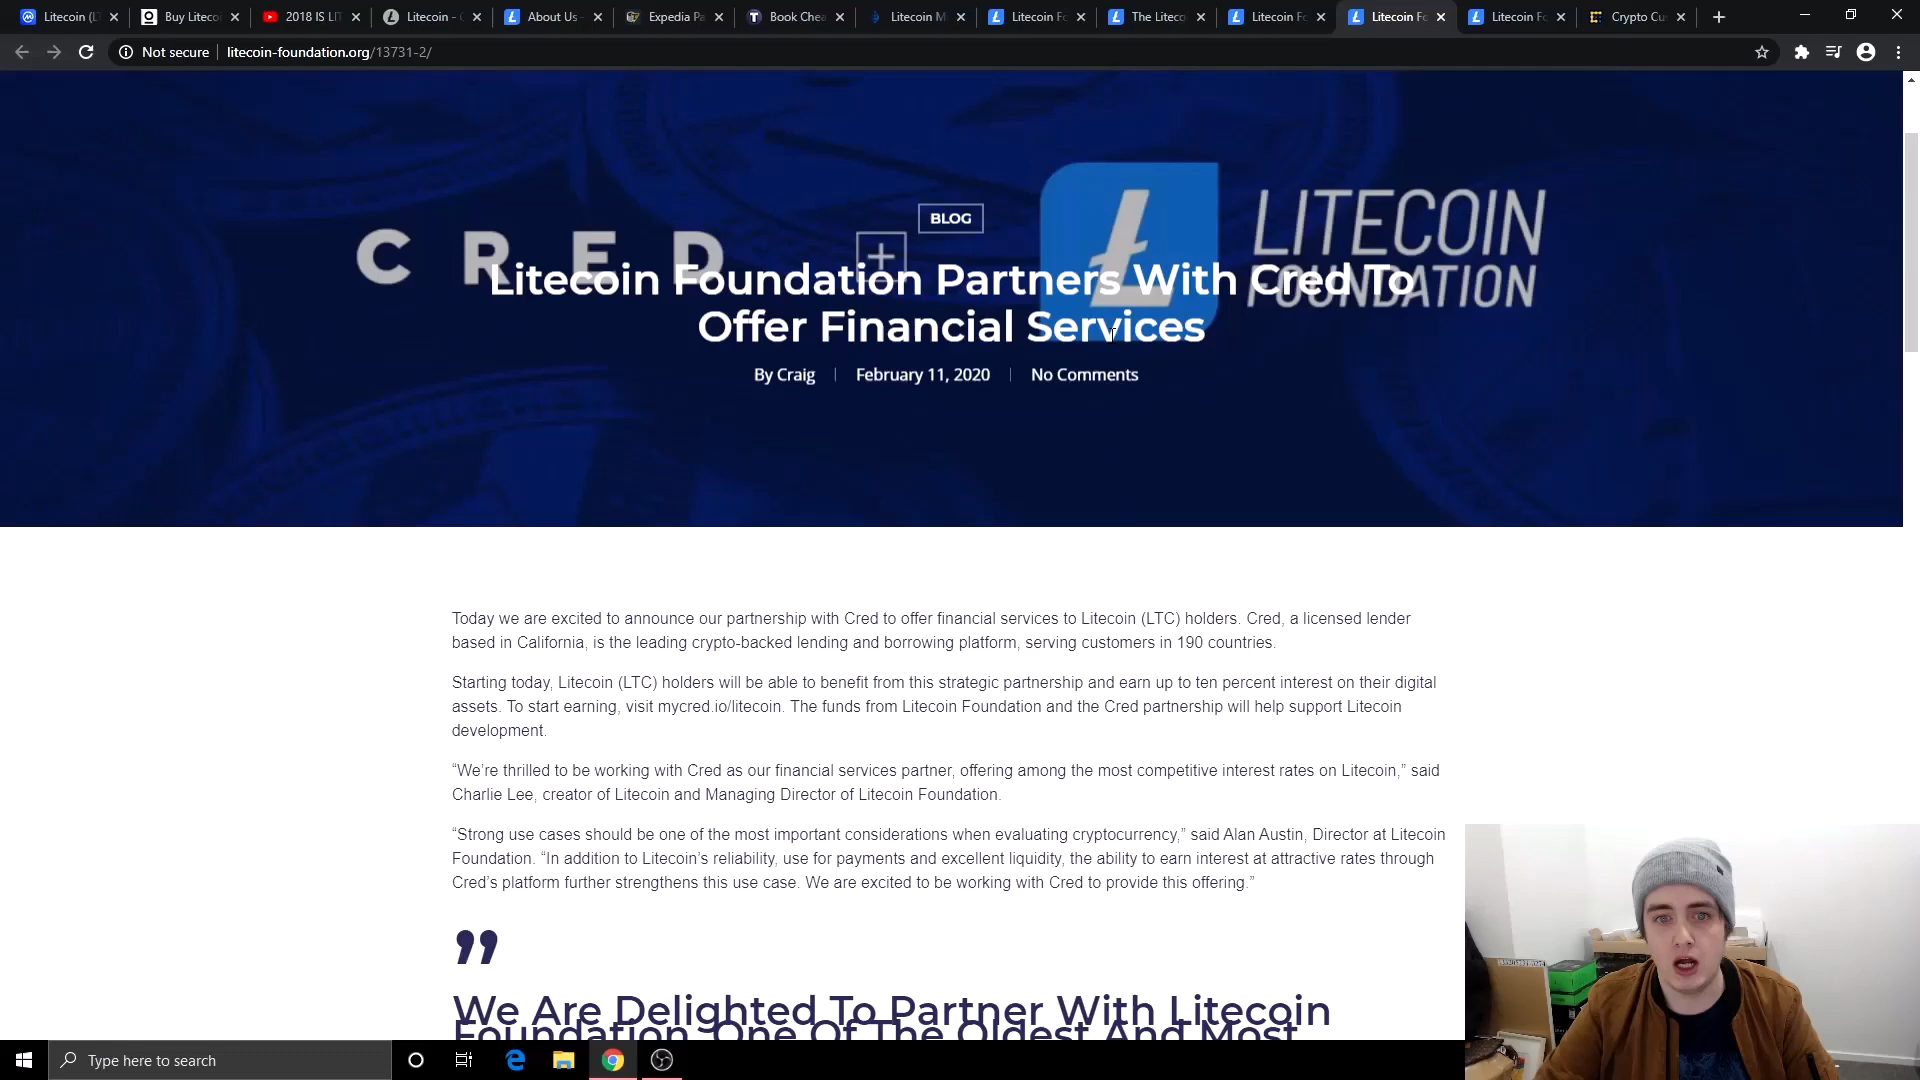 Litecoin (L
Buy Liteco
2018 IS LIT
Litecoin -
About Us -
Expedia Pa
Book Chea
Litecoin M
Litecoin Fo
The Liteco
Litecoin Fo
Litecoin Fo
Litecoin Fo
Crypto Cu
Not secure
litecoin-foundation.org/13731-2/
BLOG
CRED
LITECOIN
FOUNDATION
Litecoin Foundation Partners With Cred To
Offer Financial Services
By Craig
February 11, 2020
No Comments
Today we are excited to announce our partnership with Cred to offer financial services to Litecoin (LTC) holders. Cred, a licensed lender
based in California, is the leading crypto-backed lending and borrowing platform, serving customers in 190 countries.
Starting today, Litecoin (LTC) holders will be able to benefit from this strategic partnership and earn up to ten percent interest on their digital
assets. To start earning, visit mycred.io/litecoin. The funds from Litecoin Foundation and the Cred partnership will help support Litecoin
development.
“We’re thrilled to be working with Cred as our financial services partner, offering among the most competitive interest rates on Litecoin,” said
Charlie Lee, creator of Litecoin and Managing Director of Litecoin Foundation.
“Strong use cases should be one of the most important considerations when evaluating cryptocurrency,” said Alan Austin, Director at Litecoin
Foundation. “In addition to Litecoin’s reliability, use for payments and excellent liquidity, the ability to earn interest at attractive rates through
Cred’s platform further strengthens this use case. We are excited to be working with Cred to provide this offering.”
”
We Are Delighted To Partner With Litecoin
Foundation, One Of The Oldest And Most
Type here to search